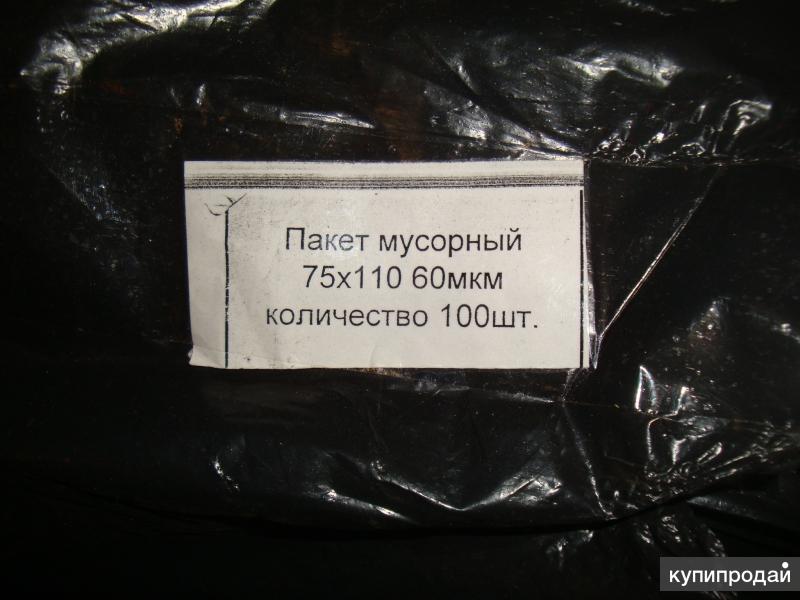 Пакет мусорный
75х110 60мкм
количество 100шт.
купипродай